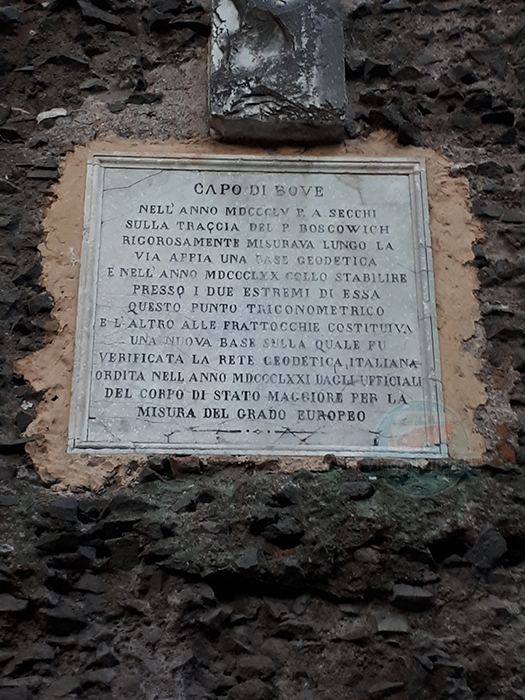 CAPO DI BOVE
NELL'ANNO MDCCCLV P. A. SECCHI
SULLA TRACCIA DEL P. BOSCOWICH
RIGOROSAMENTE MISURAVA LUNGO LA
VIA APPIA UNA BASE GEODETICA
E NELL'ANNO MDCCCLXX COLLO STABILIRE
PRESSO I DUE ESTREMI DI ESSA
QUESTO PUNTO TRIGONOMETRICO
E L'ALTRO ALLE FRATTOCCHIE COSTITUIVA
UNA NUOVA BASE SULLA QUALE FU
VERIFICATA LA RETE GEODETICA ITALIANA
ORDITA NELL'ANNO MDCCCLXXI DAGLI UFFICIALI
DEL CORPO DI STATO MAGGIORE PER LA
MISURA DEL GRADO EUROPEO